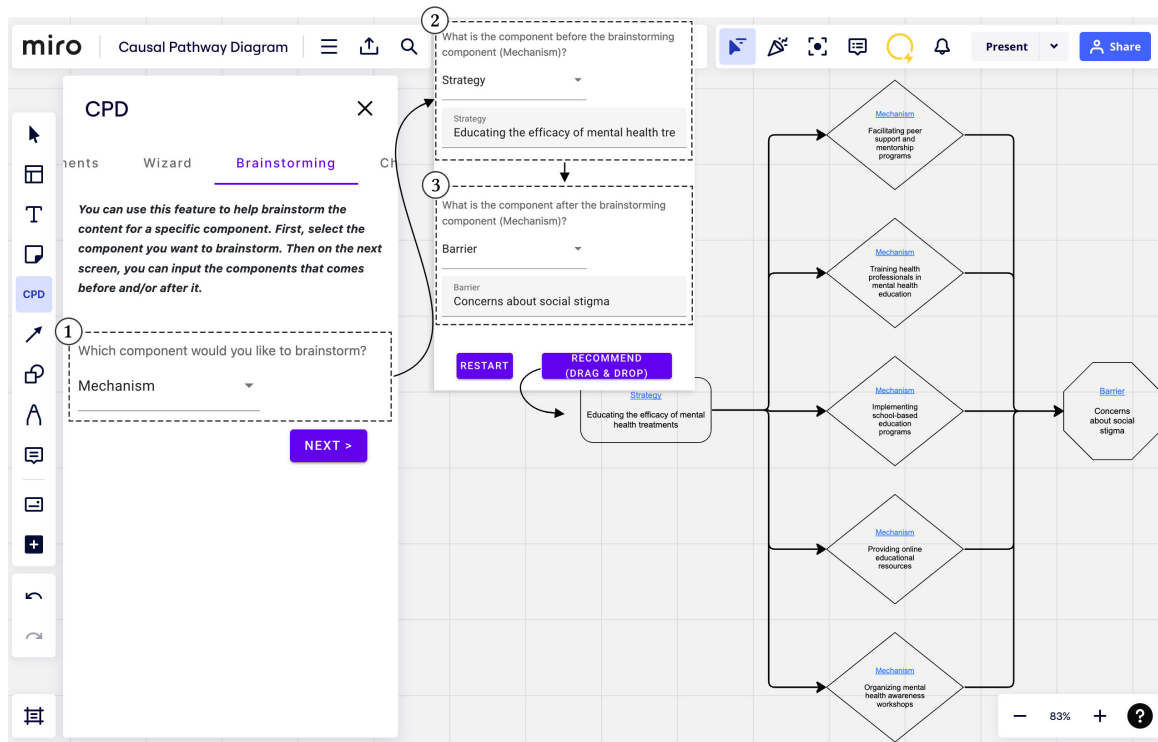 miro
Causal Pathway Diagram
Present
Share
CPD
CPD
nents
Wizard
Brainstorming
Ch
You can use this feature to help brainstorm the
content for a specific component. First, select the
component you want to brainstorm. Then on the next
screen, you can input the components that comes
before and/or after it.
1
Which component would you like to brainstorm?
Mechanism
NEXT >
2
What is the component before the brainstorming
component (Mechanism)?
Strategy
Strategy
Educating the efficacy of mental health tre
3
What is the component after the brainstorming
component (Mechanism)?
Barrier
Barrier
Concerns about social stigma
RESTART
RECOMMEND
(DRAG & DROP)
Strategy
Educating the efficacy of mental
health treatments
Mechanism
Facilitating peer
support and
mentorship
programs
Mechanism
Training health
professionals in
mental health
education
Mechanism
Implementing
school-based
education
programs
Mechanism
Providing online
educational
resources
Mechanism
Organizing mental
health awareness
workshops
Barrier
Concerns
about social
stigma
83%
?